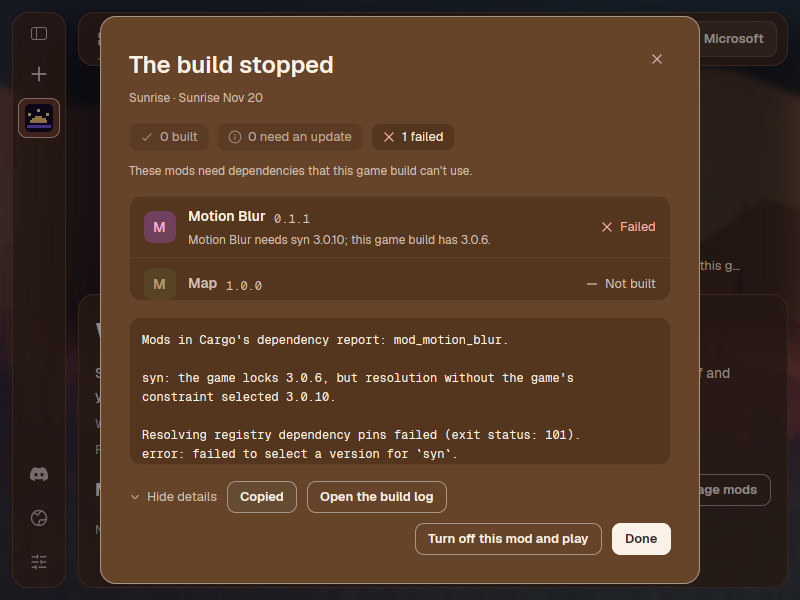 Microsoft
The build stopped
Sunrise · Sunrise Nov 20
0 built
0 need an update
1 failed
These mods need dependencies that this game build can't use.
M
Motion Blur 0.1.1
Motion Blur needs syn 3.0.10; this game build has 3.0.6.
Failed
M
Map 1.0.0
Not built
this g...
Mods in Cargo's dependency report: mod_motion_blur.
syn: the game locks 3.0.6, but resolution without the game's
constraint selected 3.0.10.
Resolving registry dependency pins failed (exit status: 101).
error: failed to select a version for `syn`.
and
age mods
Hide details
Copied
Open the build log
Turn off this mod and play
Done